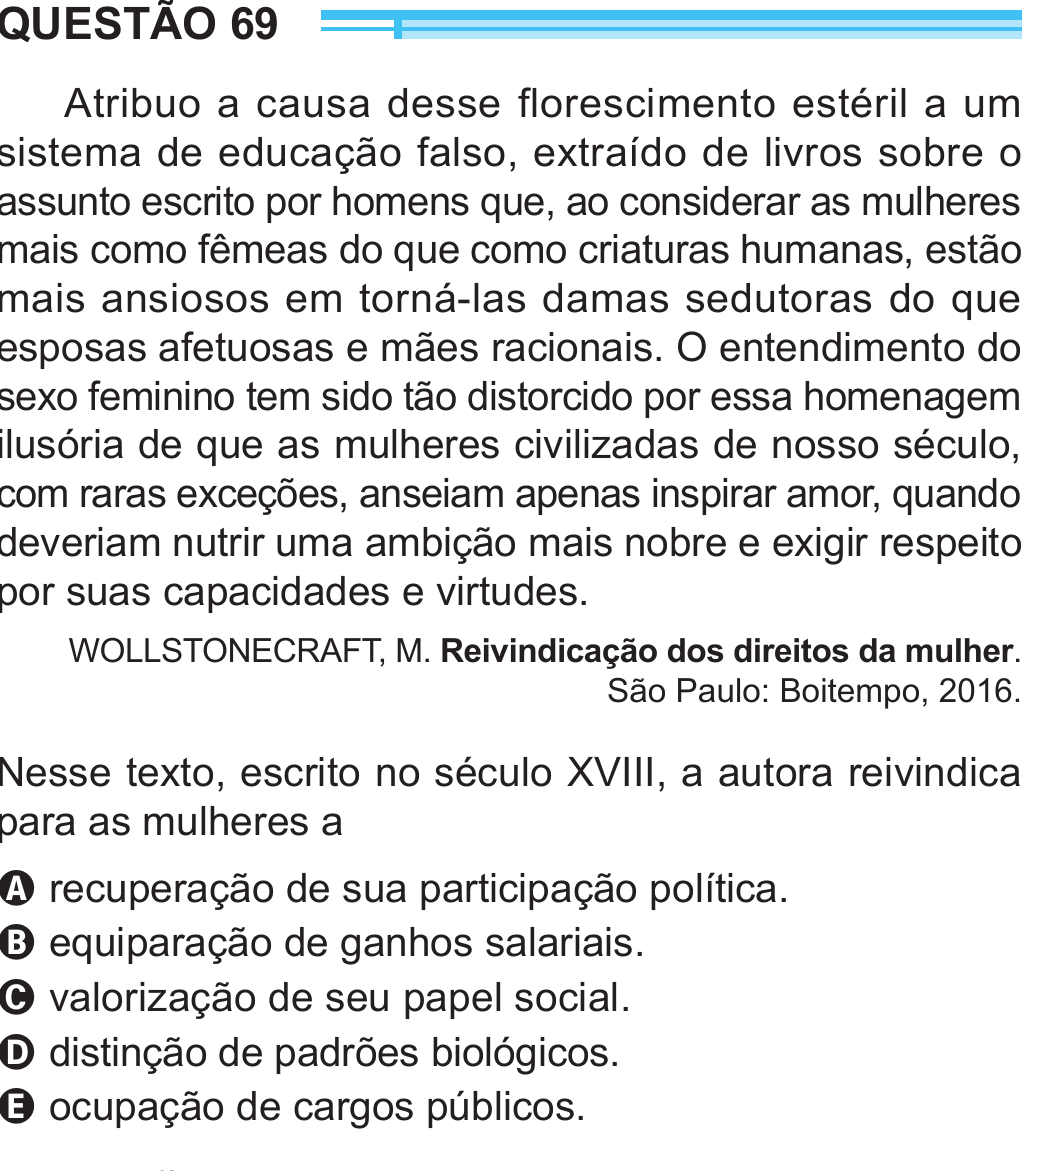 QUESTÃO 69
Atribuo a causa desse florescimento estéril a um
sistema de educação falso, extraído de livros sobre o
assunto escrito por homens que, ao considerar as mulheres
mais como fêmeas do que como criaturas humanas, estão
mais ansiosos em torná-las damas sedutoras do que
esposas afetuosas e mães racionais. O entendimento do
sexo feminino tem sido tão distorcido por essa homenagem
ilusória de que as mulheres civilizadas de nosso século,
com raras exceções, anseiam apenas inspirar amor, quando
deveriam nutrir uma ambição mais nobre e exigir respeito
por suas capacidades e virtudes.
WOLLSTONECRAFT, M. Reivindicação dos direitos da mulher.
São Paulo: Boitempo, 2016.
Nesse texto, escrito no século XVIII, a autora reivindica
para as mulheres a
A recuperação de sua participação política.
B equiparação de ganhos salariais.
C valorização de seu papel social.
D distinção de padrões biológicos.
E ocupação de cargos públicos.